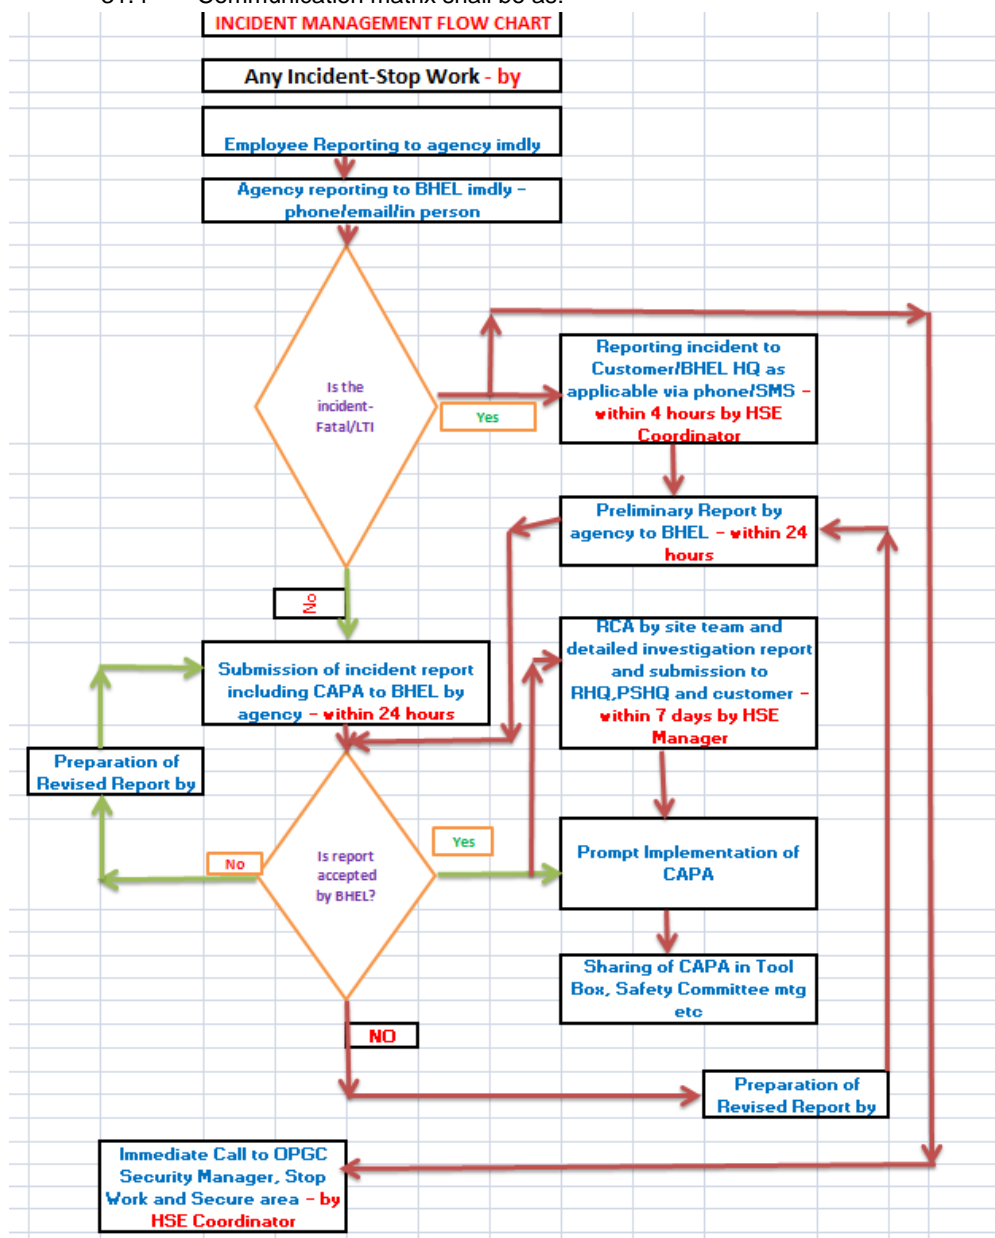 Communication matrix shall be as:
INCIDENT MANAGEMENT FLOW CHART
Any Incident-Stop Work - by
Employee Reporting to agency imdly
Agency reporting to BHEL imdly –
phone/email/in person
Is the
incident-
Fatal/LTI
Yes
Reporting incident to
Customer/BHEL HQ as
applicable via phone/SMS –
within 4 hours by HSE
Coordinator
Preliminary Report by
agency to BHEL – within 24
hours
No
Submission of incident report
including CAPA to BHEL by
agency – within 24 hours
RCA by site team and
detailed investigation report
and submission to
RHQ,PSHQ and customer –
within 7 days by HSE
Manager
Preparation of
Revised Report by
Is report
accepted
by BHEL?
No
Yes
Prompt Implementation of
CAPA
Sharing of CAPA in Tool
Box, Safety Committee mtg
etc
NO
Preparation of
Revised Report by
Immediate Call to OPGC
Security Manager, Stop
Work and Secure area – by
HSE Coordinator